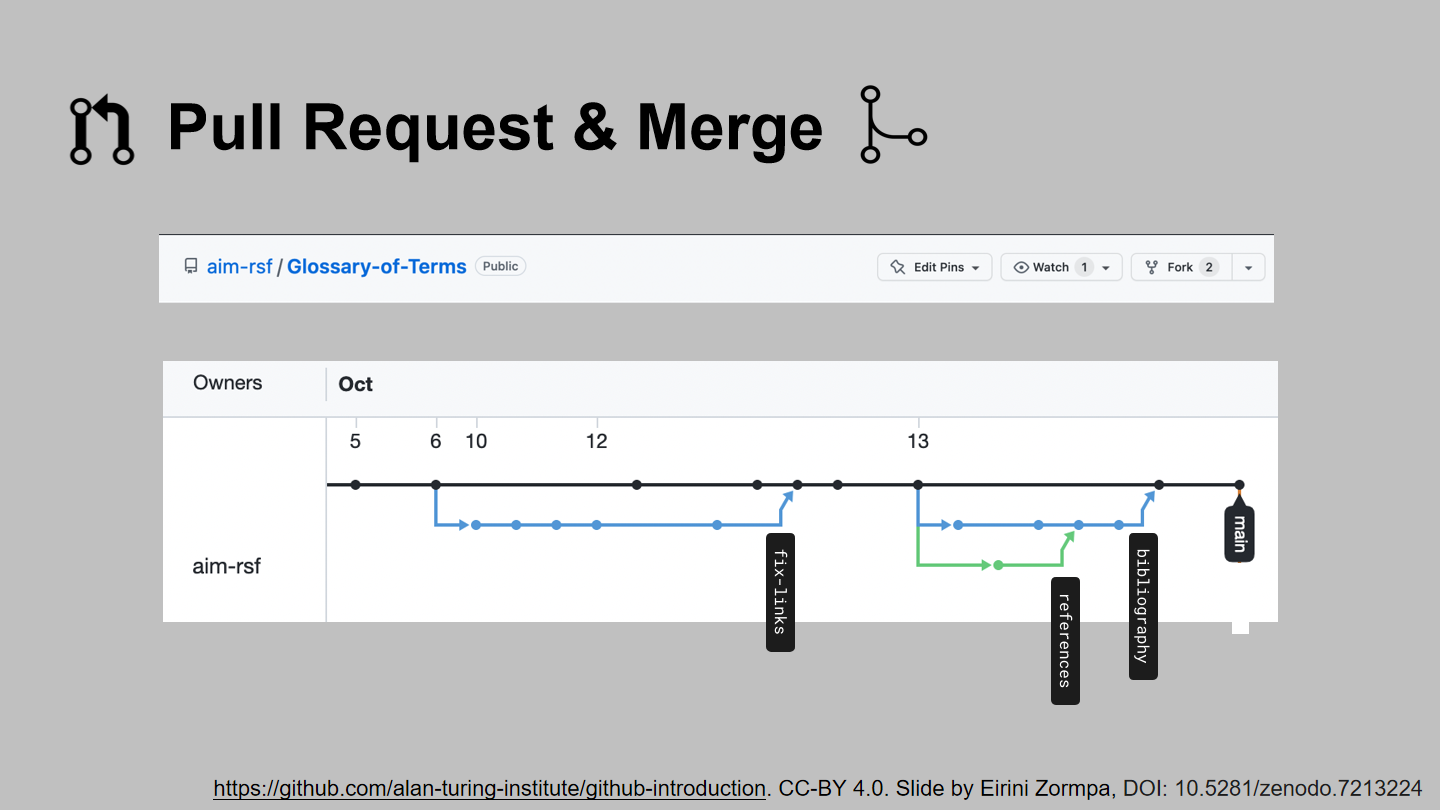 Pull Request & Merge
aim-rsf / Glossary-of-Terms Public Edit Pins Watch 1 Fork 2
Owners Oct
5 6 10 12 13
aim-rsf
fix-links
references
bibliography
main
https://github.com/alan-turing-institute/github-introduction. CC-BY 4.0. Slide by Eirini Zormpa, DOI: 10.5281/zenodo.7213224